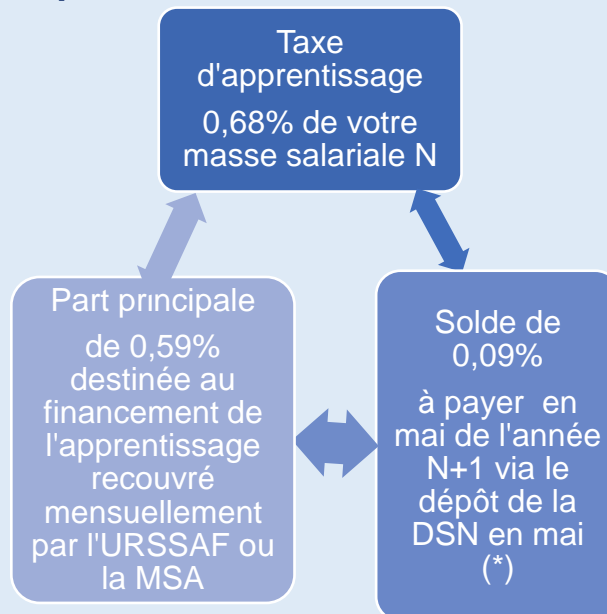 Taxe
d'apprentissage
0,68% de votre
masse salariale N
Part principale
de 0,59%
destinée au
financement de
l'apprentissage
recouvré
mensuellement
par l'URSSAF ou
la MSA
Solde de
0,09%
à payer en
mai de l'année
N+1 via le
dépôt de la
DSN en mai
(*)